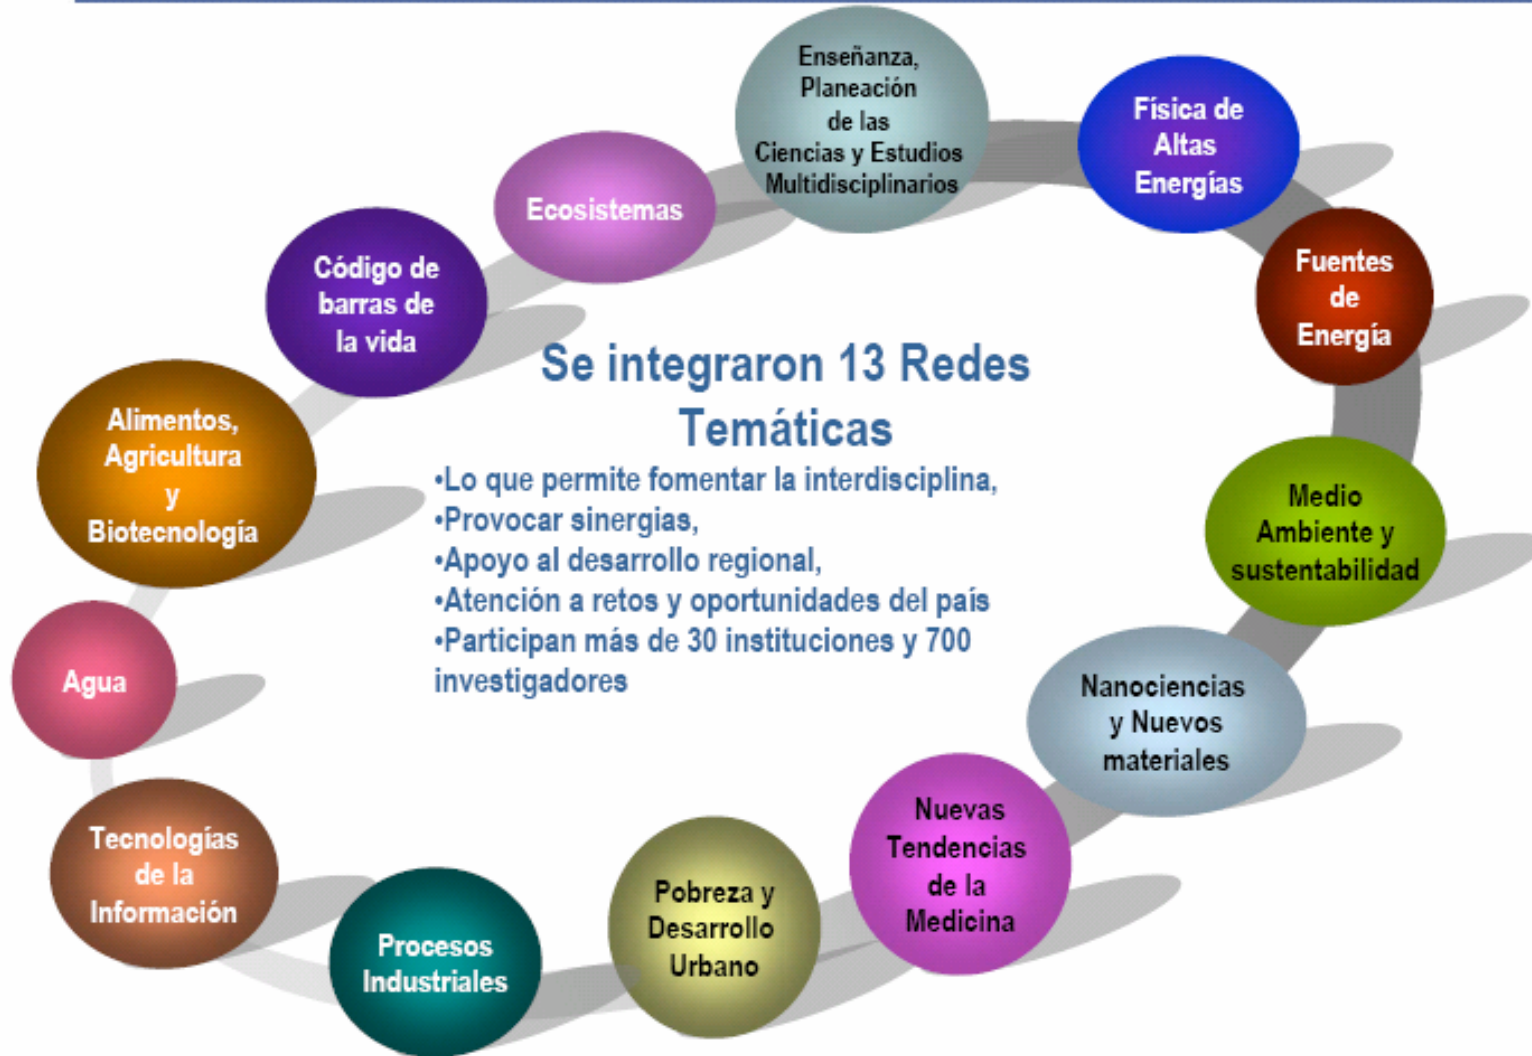 Enseñanza,
Planeación
de las
Ciencias y Estudios
Multidisciplinarios
Física de
Altas
Energías
Ecosistemas
Fuentes
de
Energía
Código de
barras de
la vida
Se integraron 13 Redes
Temáticas
•Lo que permite fomentar la interdisciplina,
•Provocar sinergias,
•Apoyo al desarrollo regional,
•Atención a retos y oportunidades del país
•Participan más de 30 instituciones y 700
investigadores
Alimentos,
Agricultura
y
Biotecnología
Medio
Ambiente y
sustentabilidad
Agua
Nanociencias
y Nuevos
materiales
Tecnologías
de la
Información
Nuevas
Tendencias
de la
Medicina
Pobreza y
Desarrollo
Urbano
Procesos
Industriales